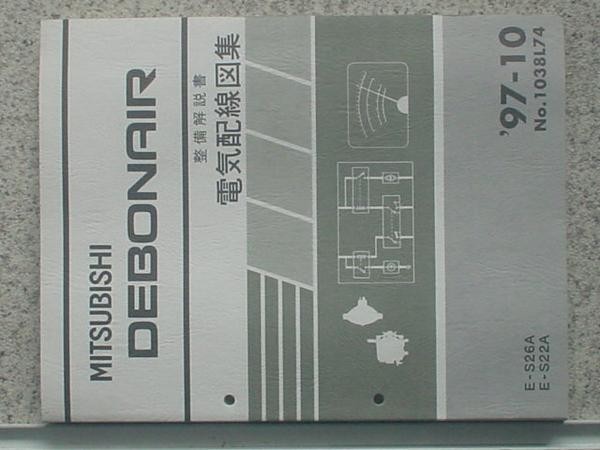 MITSUBISHI
DEBONAIR
整備解説書
電気配線図集
'97-10
No.1038L74
E-S26A
E-S22A